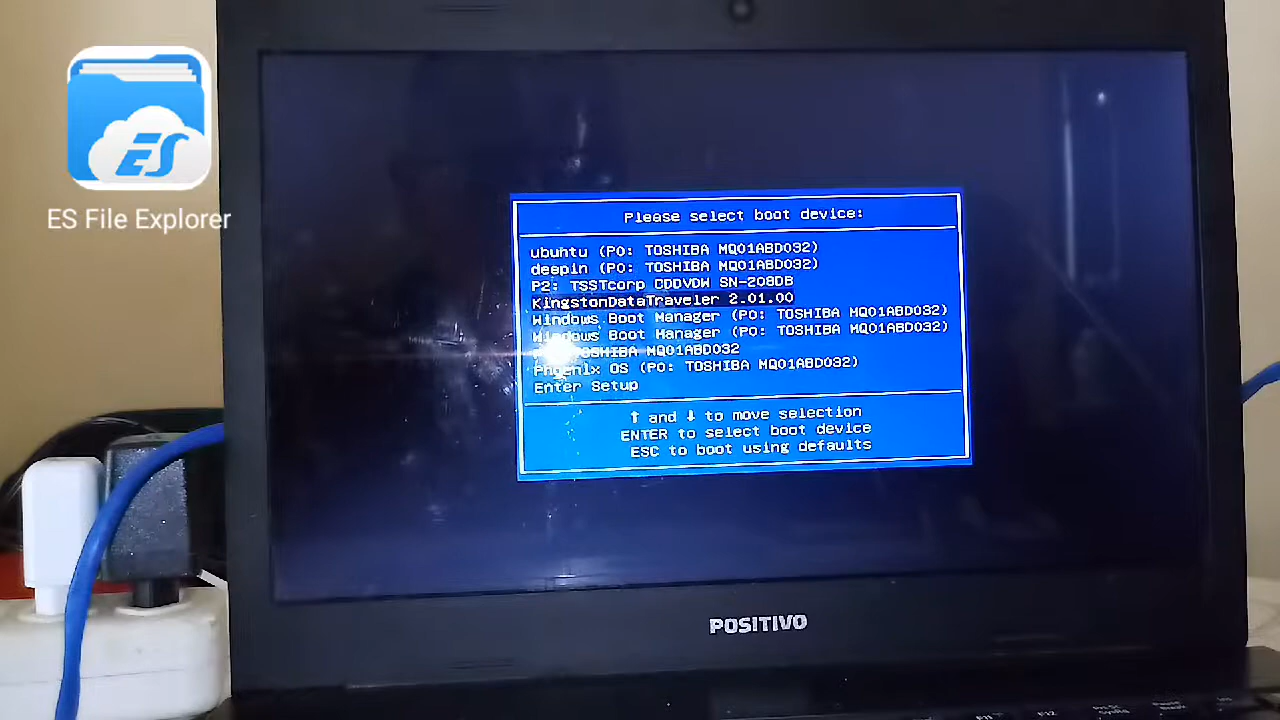 ES
ES File Explorer
Please select boot device:
ubuntu (P0: TOSHIBA MQ01ABD032)
deepin (P0: TOSHIBA MQ01ABD032)
P2: TSSTcorp CDDVDW SN-208DB
KingstonDataTraveler 2.01.00
Windows Boot Manager (P0: TOSHIBA MQ01ABD032)
Windows Boot Manager (P0: TOSHIBA MQ01ABD032)
TOSHIBA MQ01ABD032
Phoenix OS (P0: TOSHIBA MQ01ABD032)
Enter Setup
↑ and ↓ to move selection
ENTER to select boot device
ESC to boot using defaults
POSITIVO
F11
F12